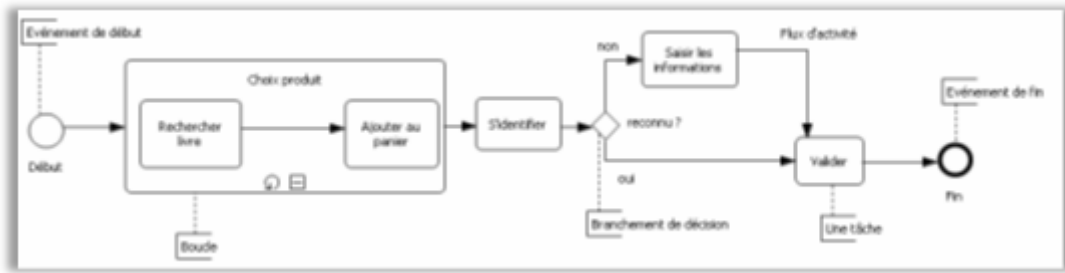 Evénement de début
Début
Choix produit
Rechercher
livre
Ajouter au
panier
Boucle
S'identifier
non
reconnu ?
oui
Branchement de décision
Saisir les
informations
Flux d'activité
Valider
Une tâche
Evénement de fin
Fin